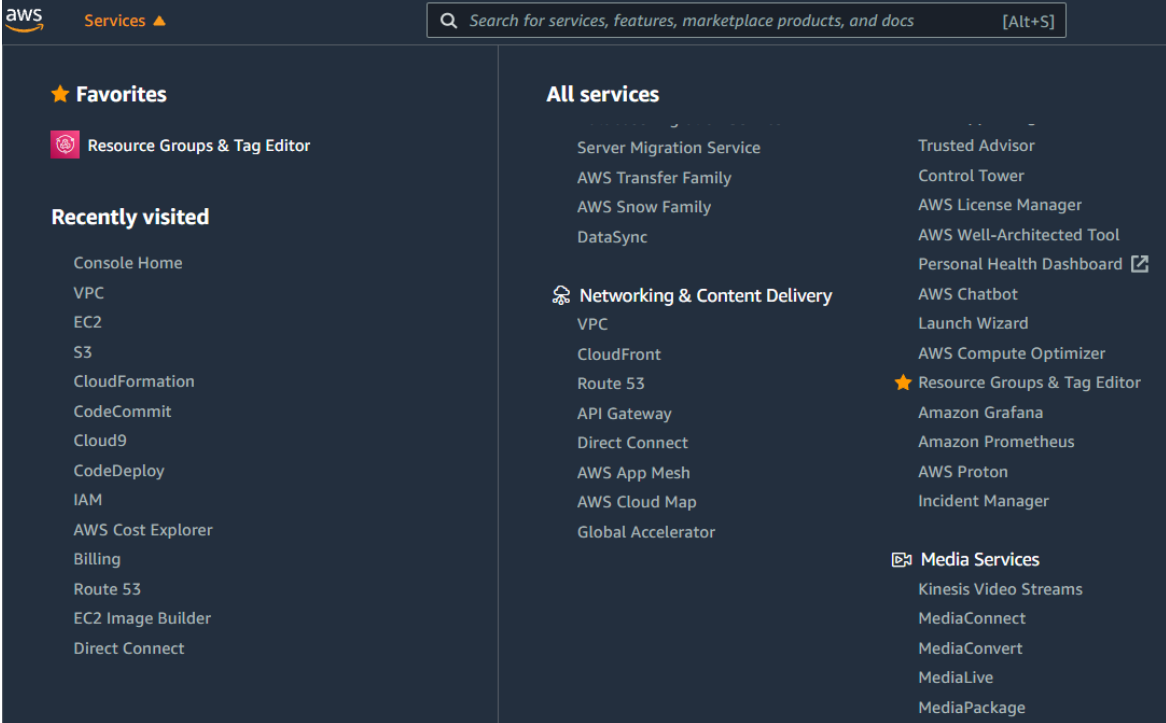 aws
Services
Search for services, features, marketplace products, and docs
[Alt+S]
Favorites
Resource Groups & Tag Editor
Recently visited
Console Home
VPC
EC2
S3
CloudFormation
CodeCommit
Cloud9
CodeDeploy
IAM
AWS Cost Explorer
Billing
Route 53
EC2 Image Builder
Direct Connect
All services
Server Migration Service
AWS Transfer Family
AWS Snow Family
DataSync
Networking & Content Delivery
VPC
CloudFront
Route 53
API Gateway
Direct Connect
AWS App Mesh
AWS Cloud Map
Global Accelerator
Trusted Advisor
Control Tower
AWS License Manager
AWS Well-Architected Tool
Personal Health Dashboard
AWS Chatbot
Launch Wizard
AWS Compute Optimizer
Resource Groups & Tag Editor
Amazon Grafana
Amazon Prometheus
AWS Proton
Incident Manager
Media Services
Kinesis Video Streams
MediaConnect
MediaConvert
MediaLive
MediaPackage